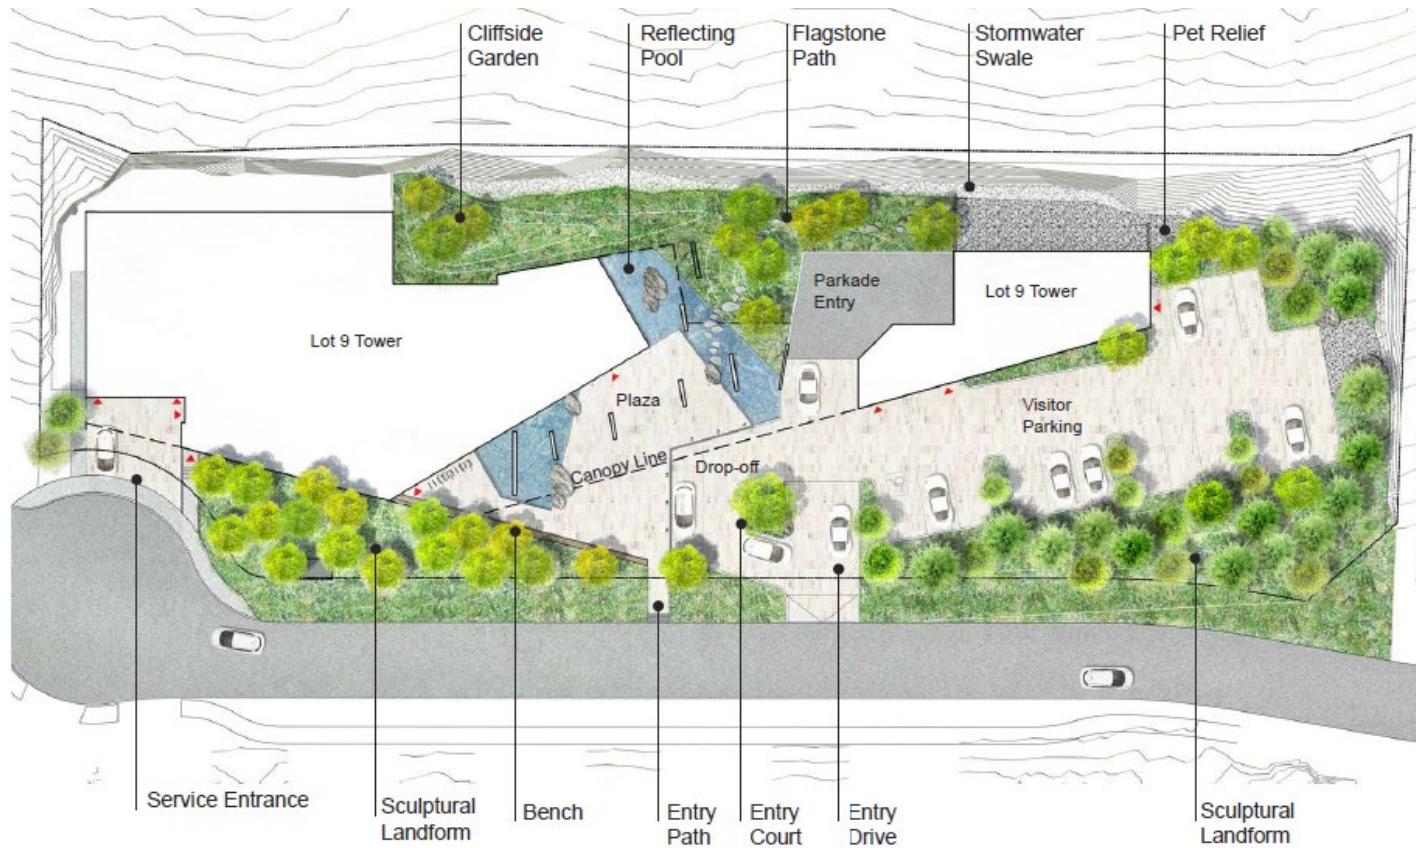 Cliffside
Garden
Reflecting
Pool
Flagstone
Path
Stormwater
Swale
Pet Relief
Parkade
Entry
Lot 9 Tower
Lot 9 Tower
Plaza
Visitor
Parking
Canopy Line
Drop-off
Service Entrance
Sculptural
Landform
Bench
Entry
Path
Entry
Court
Entry
Drive
Sculptural
Landform